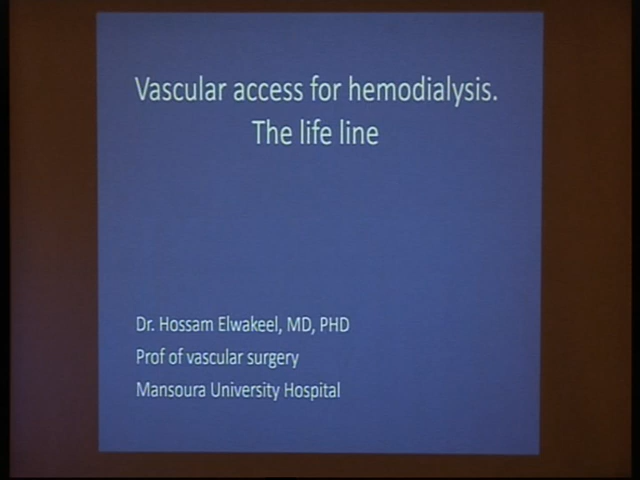 Vascular access for hemodialysis.
The life line
Dr. Hossam Elwakeel, MD, PHD
Prof of vascular surgery
Mansoura University Hospital